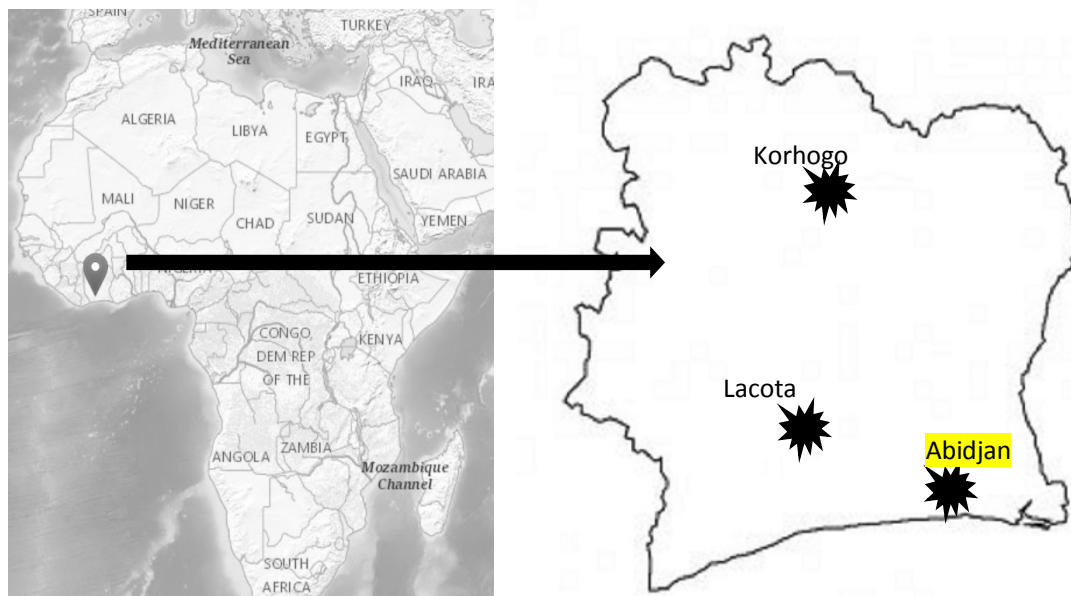 SPAIN
TURKEY
Mediterranean
Sea
IRAQ
ALGERIA
LIBYA
EGYPT
SAUDI ARABIA
MALI
NIGER
CHAD
SUDAN
YEMEN
NIGERIA
ETHIOPIA
CONGO,
DEM REP
OF THE
KENYA
ANGOLA
ZAMBIA
Mozambique
Channel
SOUTH
AFRICA
Korhogo
Lacota
Abidjan